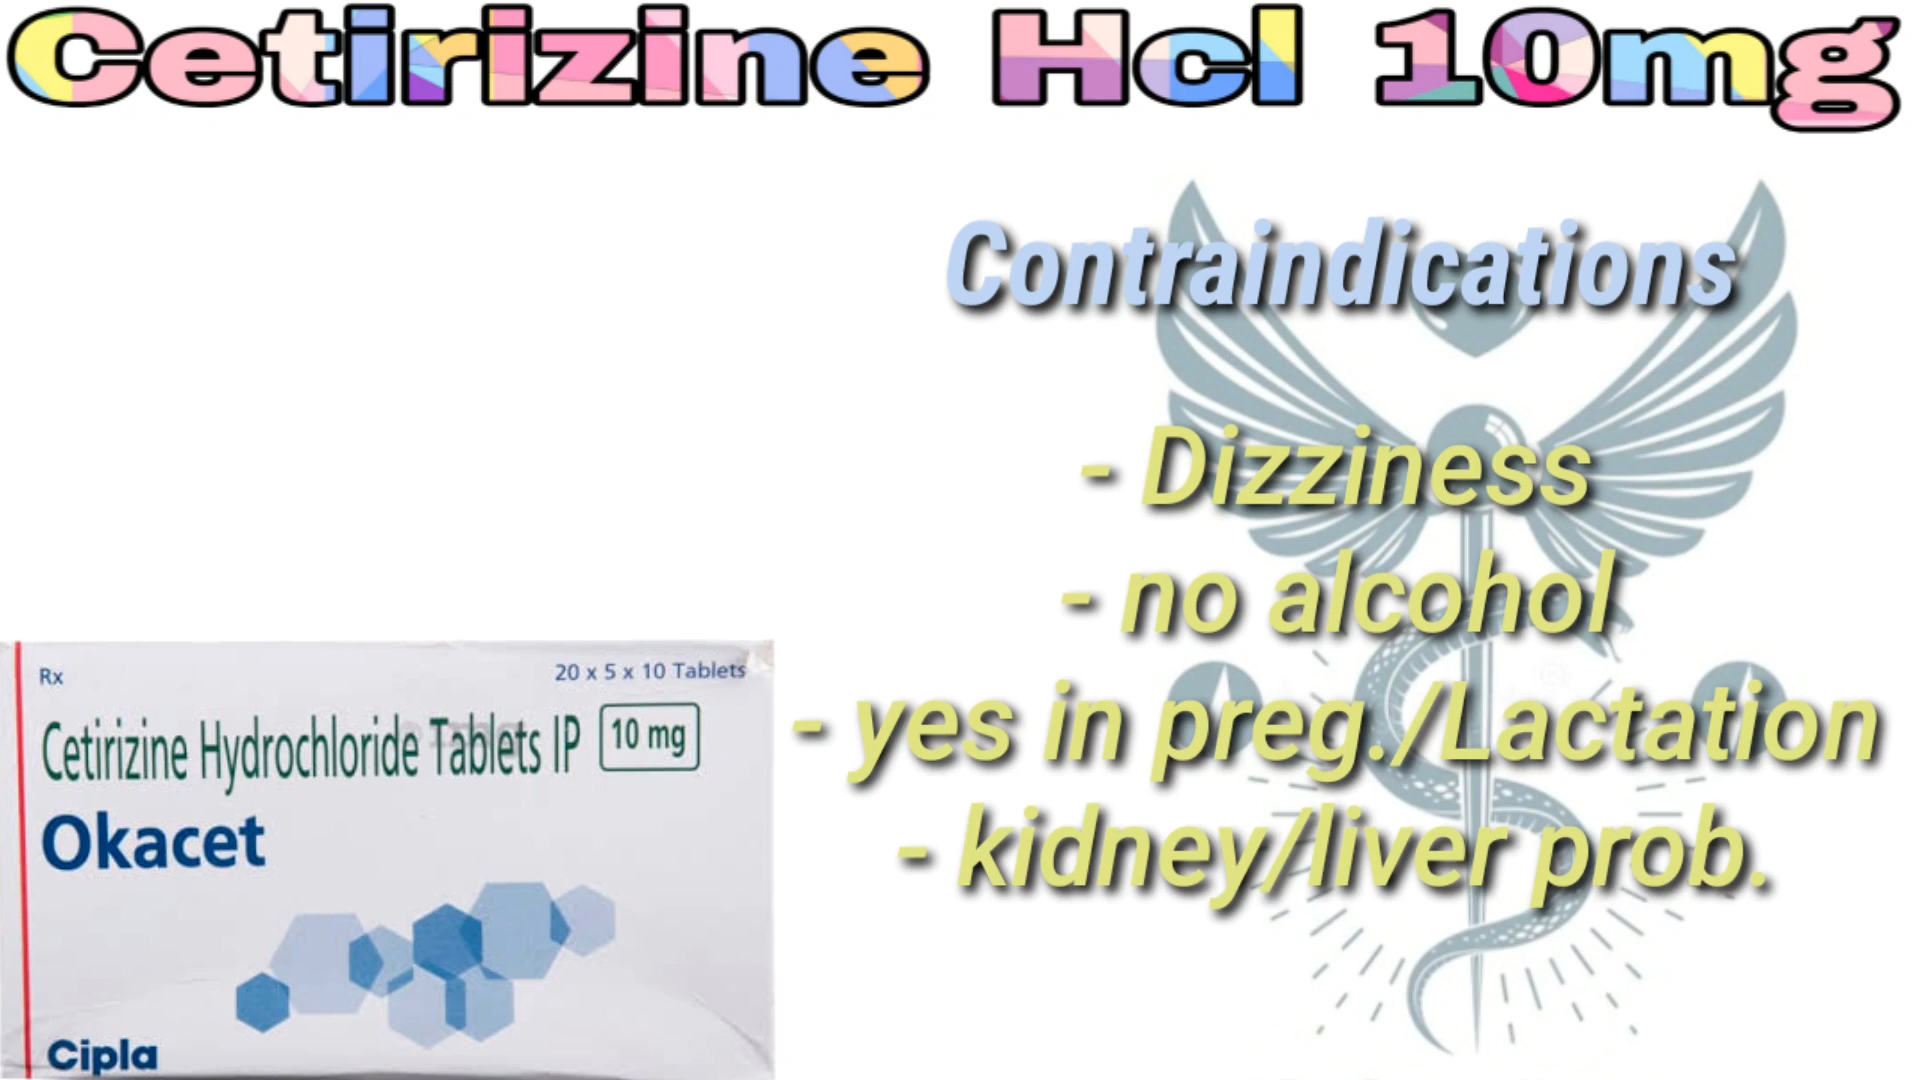 Cetirizine Hcl 10mg
Contraindications
- Dizziness
- no alcohol
- yes in preg./Lactation
- kidney/liver prob.
Rx
20 x 5 x 10 Tablets
Cetirizine Hydrochloride Tablets IP 10 mg
Okacet
Cipla